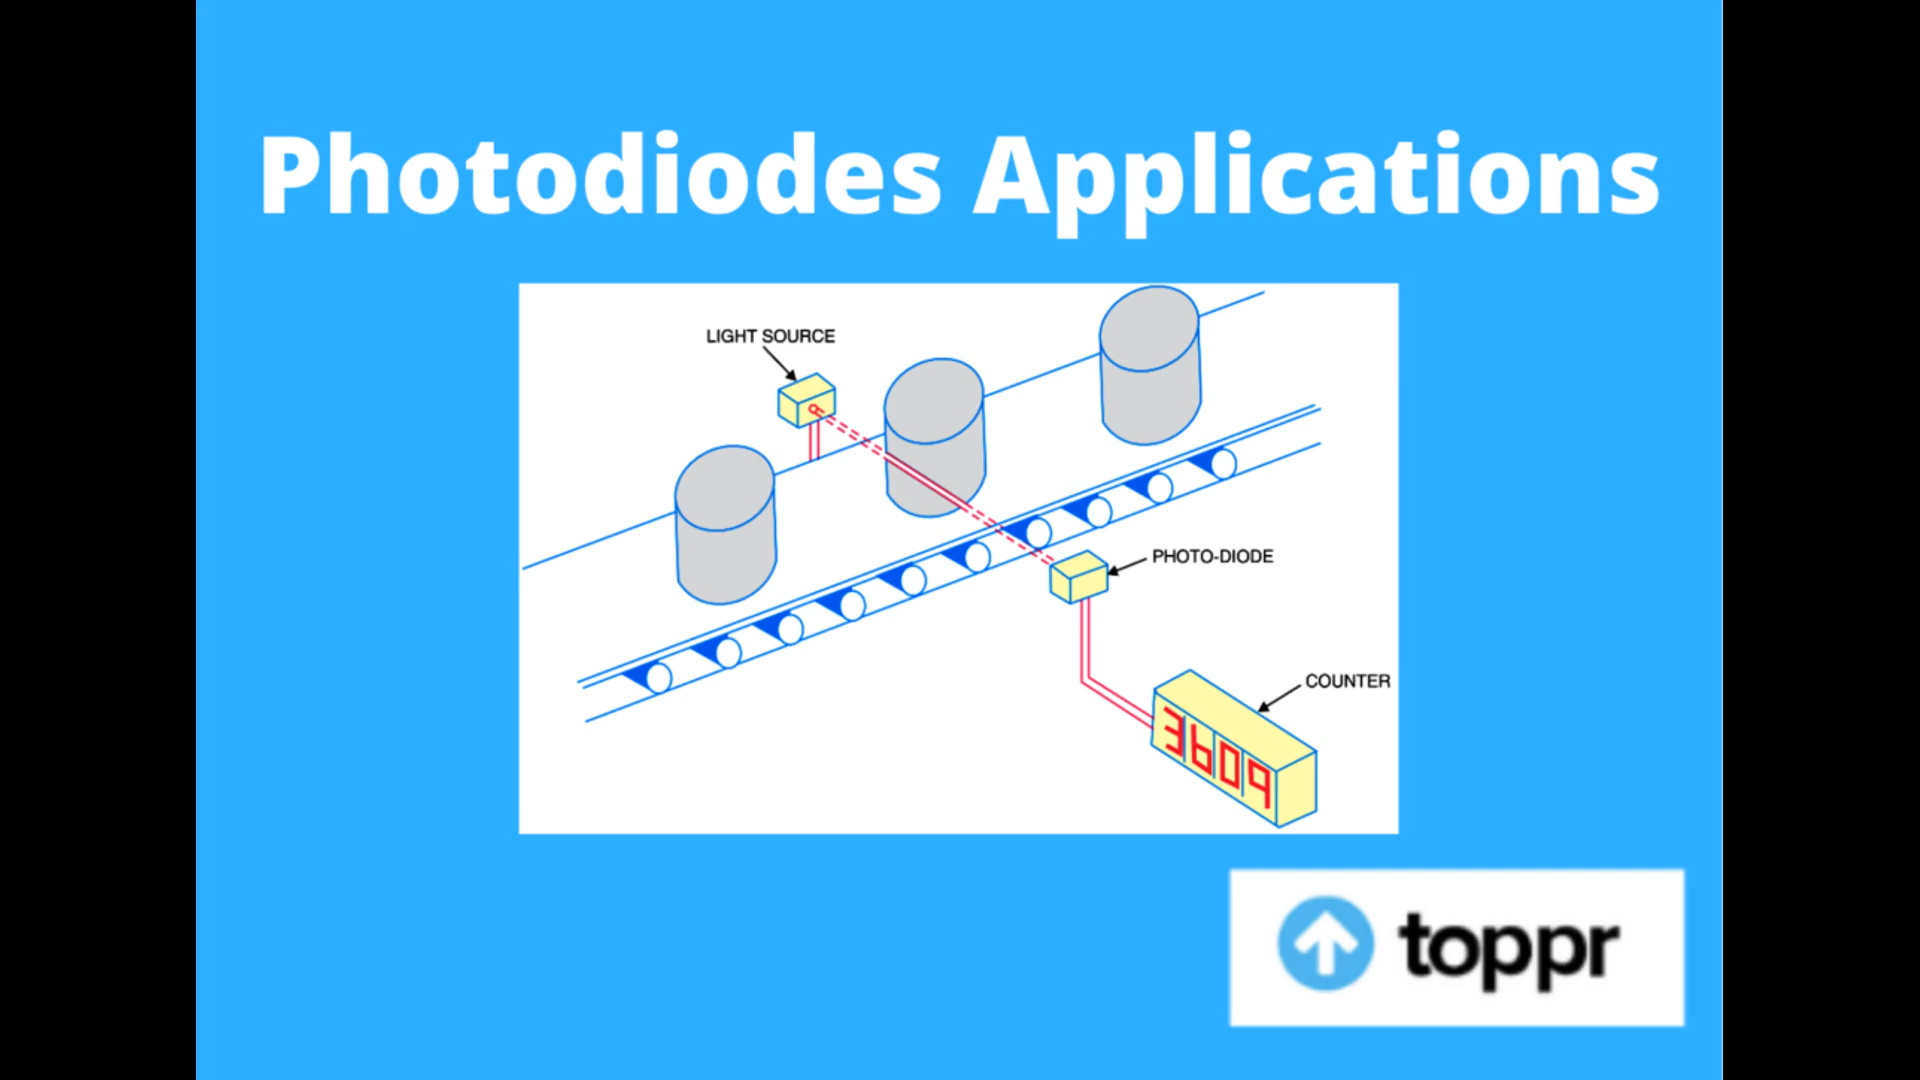 Photodiodes Applications
LIGHT SOURCE
PHOTO-DIODE
COUNTER
3609
toppr